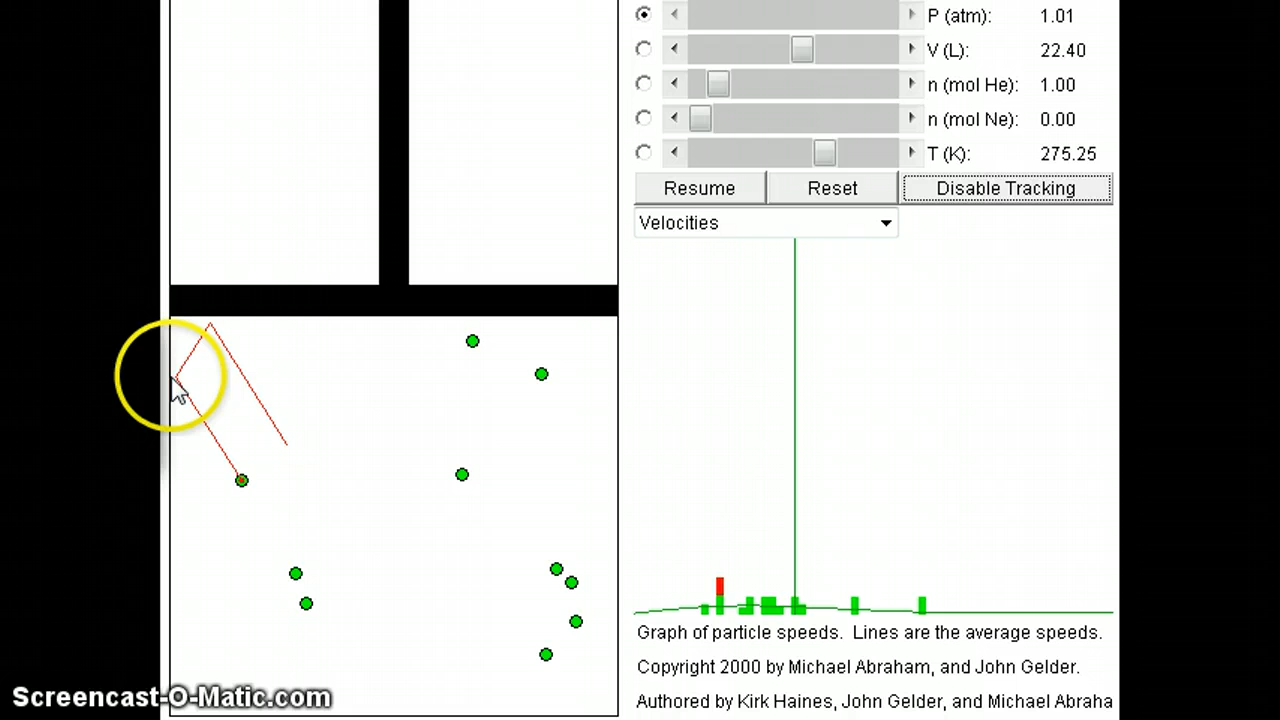 P (atm): 1.01
V (L): 22.40
n (mol He): 1.00
n (mol Ne): 0.00
T (K): 275.25
Resume Reset Disable Tracking
Velocities
Graph of particle speeds. Lines are the average speeds.
Copyright 2000 by Michael Abraham, and John Gelder.
Authored by Kirk Haines, John Gelder, and Michael Abraha
Screencast-O-Matic.com